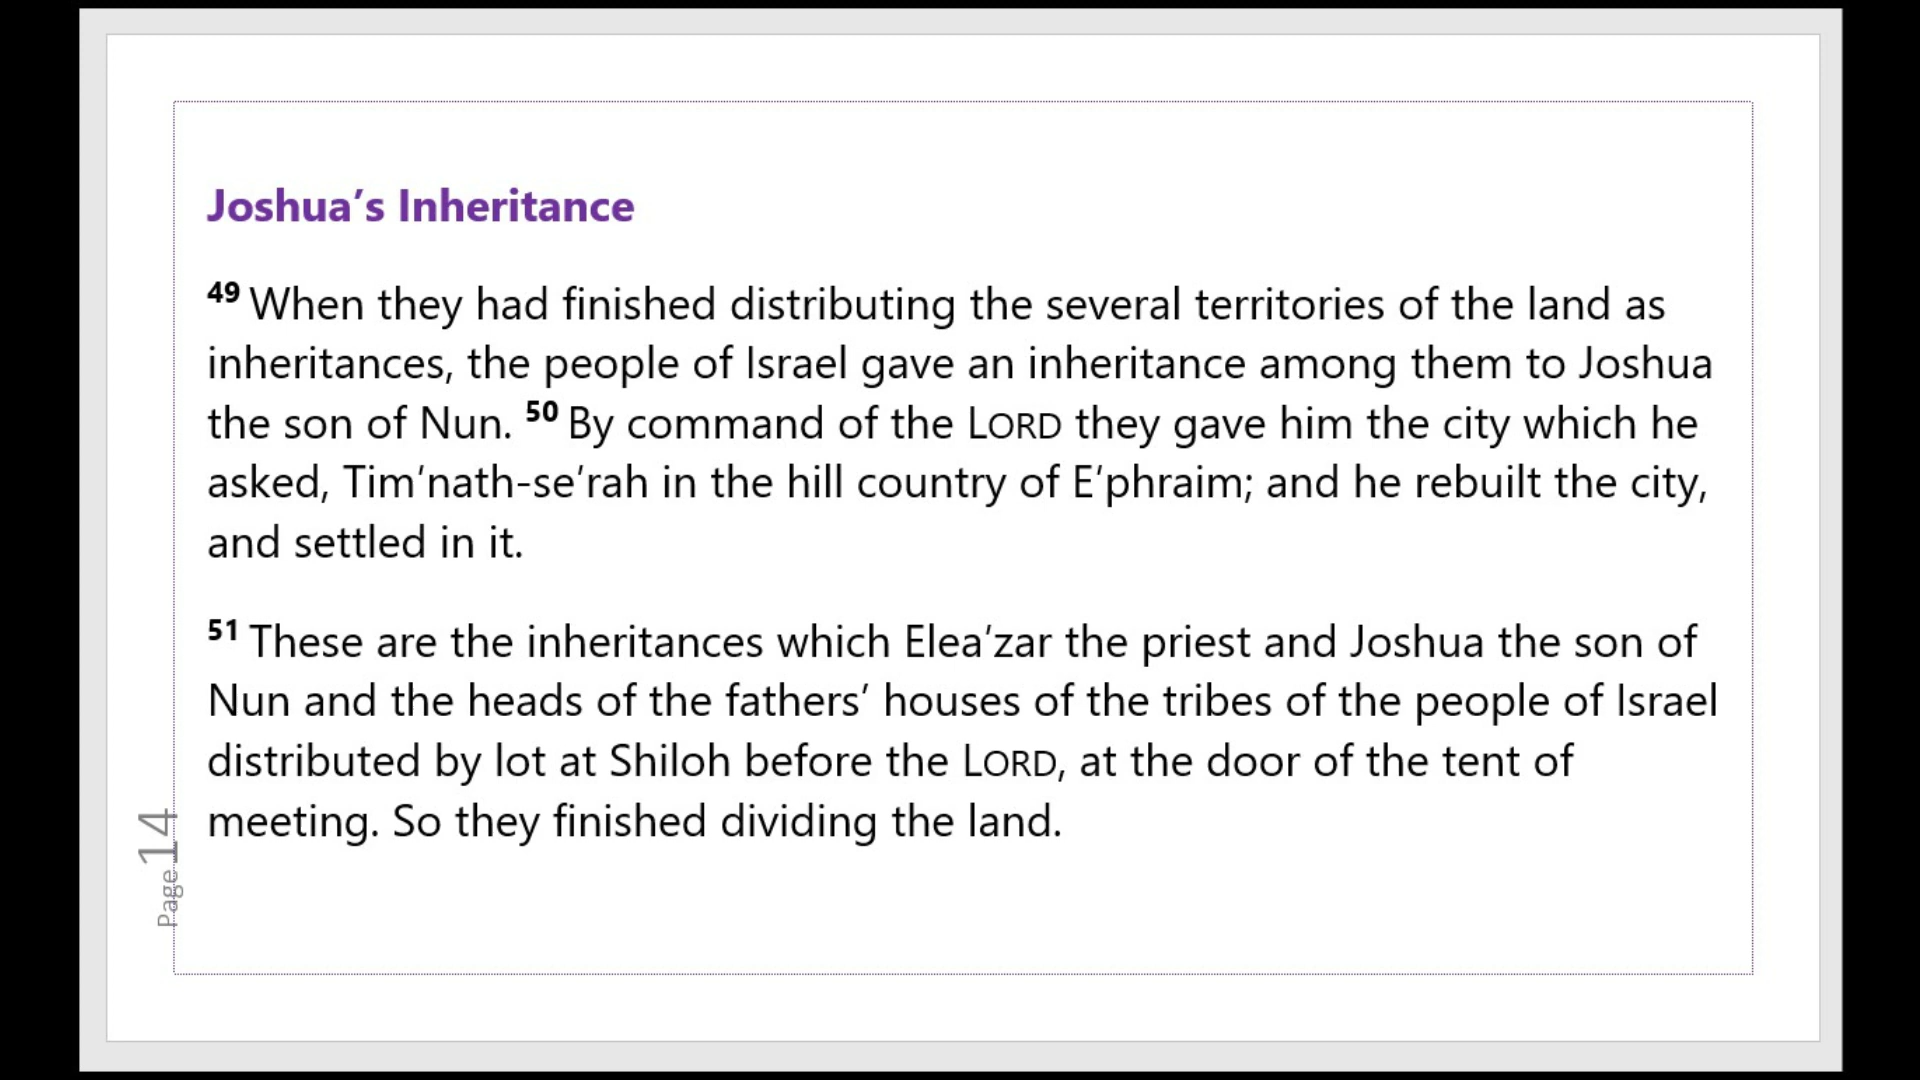 Joshua’s Inheritance
49 When they had finished distributing the several territories of the land as
inheritances, the people of Israel gave an inheritance among them to Joshua
the son of Nun. 50 By command of the LORD they gave him the city which he
asked, Tim′nath-se′rah in the hill country of E′phraim; and he rebuilt the city,
and settled in it.
51 These are the inheritances which Elea′zar the priest and Joshua the son of
Nun and the heads of the fathers’ houses of the tribes of the people of Israel
distributed by lot at Shiloh before the LORD, at the door of the tent of
meeting. So they finished dividing the land.
Page 14